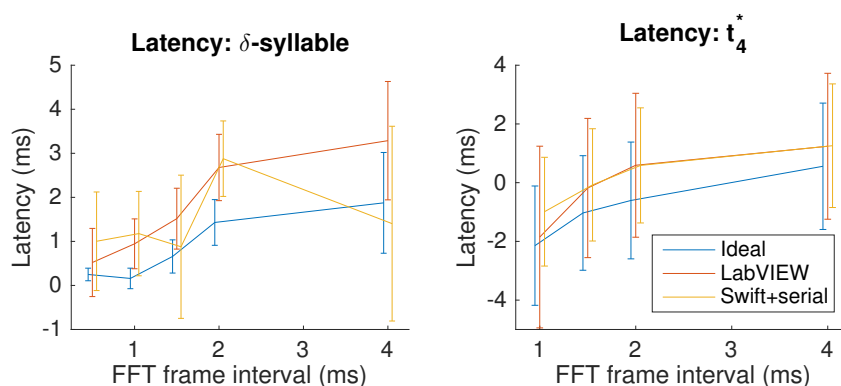 Latency: δ-syllable
5
4
3
2
1
0
-1
Latency (ms)
1
2
3
4
FFT frame interval (ms)
Latency: t₄*
4
2
0
-2
-4
Latency (ms)
1
2
3
4
FFT frame interval (ms)
Ideal
LabVIEW
Swift+serial